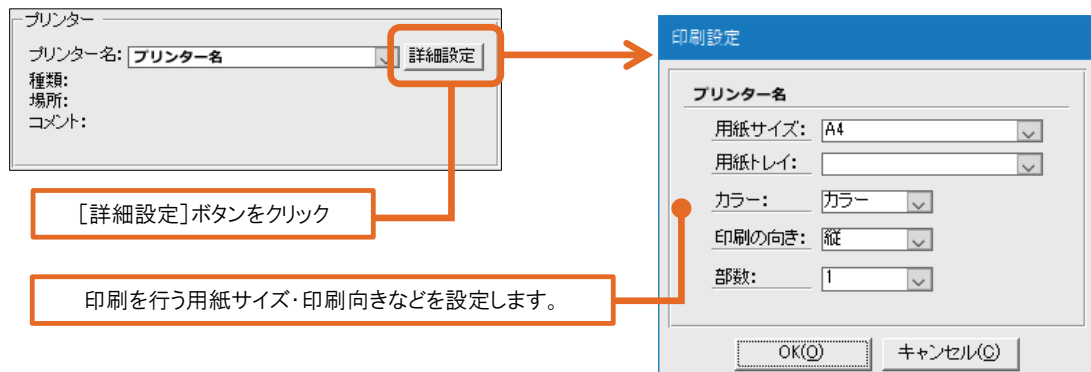 プリンター
プリンター名: プリンター名 詳細設定
種類:
場所:
コメント:
[詳細設定]ボタンをクリック
印刷を行う用紙サイズ・印刷向きなどを設定します。
印刷設定
プリンター名
用紙サイズ: A4
用紙トレイ:
カラー: カラー
印刷の向き: 縦
部数: 1
OK(O) キャンセル(C)